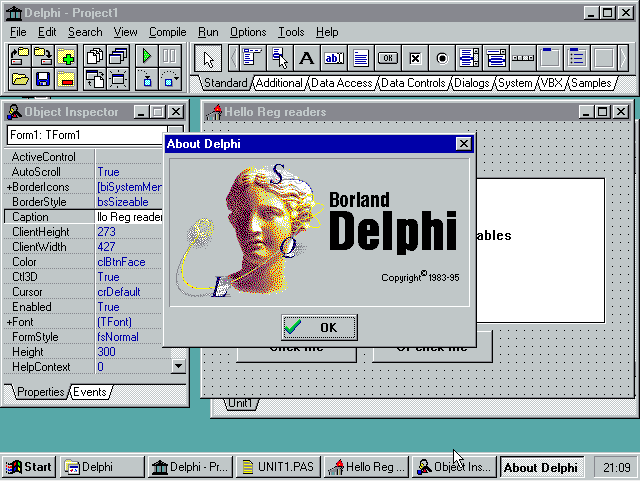 Delphi - Project1
File Edit Search View Compile Run Options Tools Help
A ab OK
Standard Additional Data Access Data Controls Dialogs System VBX Samples
Object Inspector
Form1: TForm1
ActiveControl
AutoScroll True
+BorderIcons [biSystemMen
BorderStyle bsSizeable
Caption llo Reg readers
ClientHeight 273
ClientWidth 427
Color clBtnFace
Ctl3D True
Cursor crDefault
Enabled True
+Font (TFont)
FormStyle fsNormal
Height 300
HelpContext 0
Properties Events
Hello Reg readers
ables
Click me Or click me
Unit1
About Delphi
S
Q
L
Borland
Delphi
Copyright © 1983-95
OK
Start Delphi Delphi - Pr... UNIT1.PAS Hello Reg ... Object Ins... About Delphi 21:09